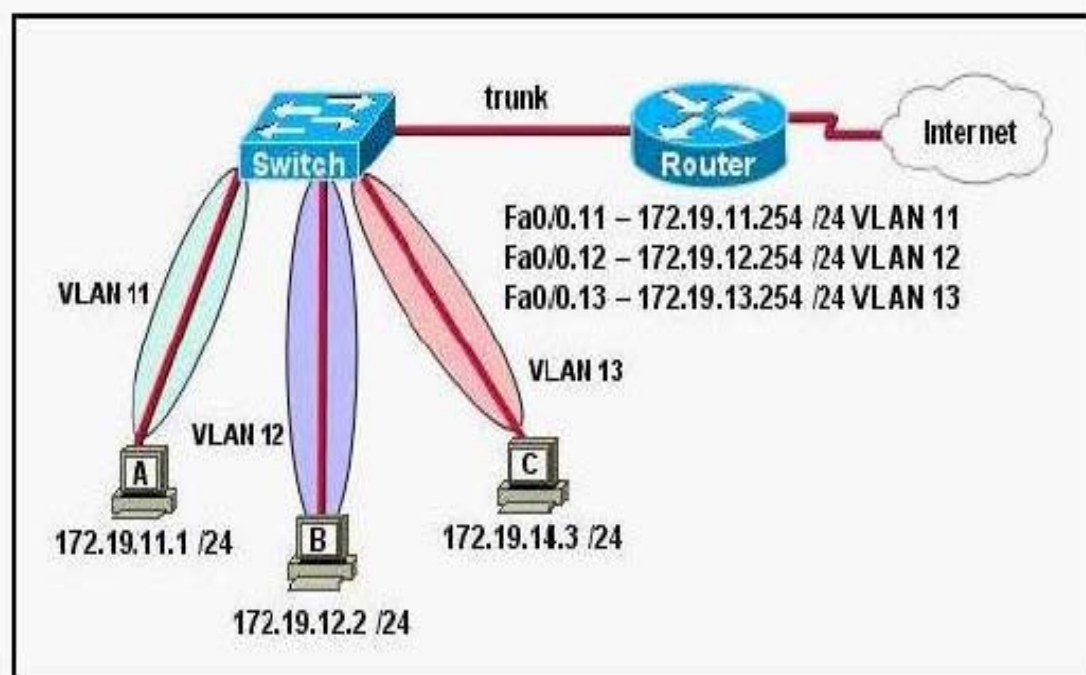 trunk
Internet
Switch
Router
Fa0/0.11 – 172.19.11.254 /24 VLAN 11
Fa0/0.12 – 172.19.12.254 /24 VLAN 12
Fa0/0.13 – 172.19.13.254 /24 VLAN 13
VLAN 11
VLAN 13
VLAN 12
A
C
172.19.11.1 /24
B
172.19.14.3 /24
172.19.12.2 /24